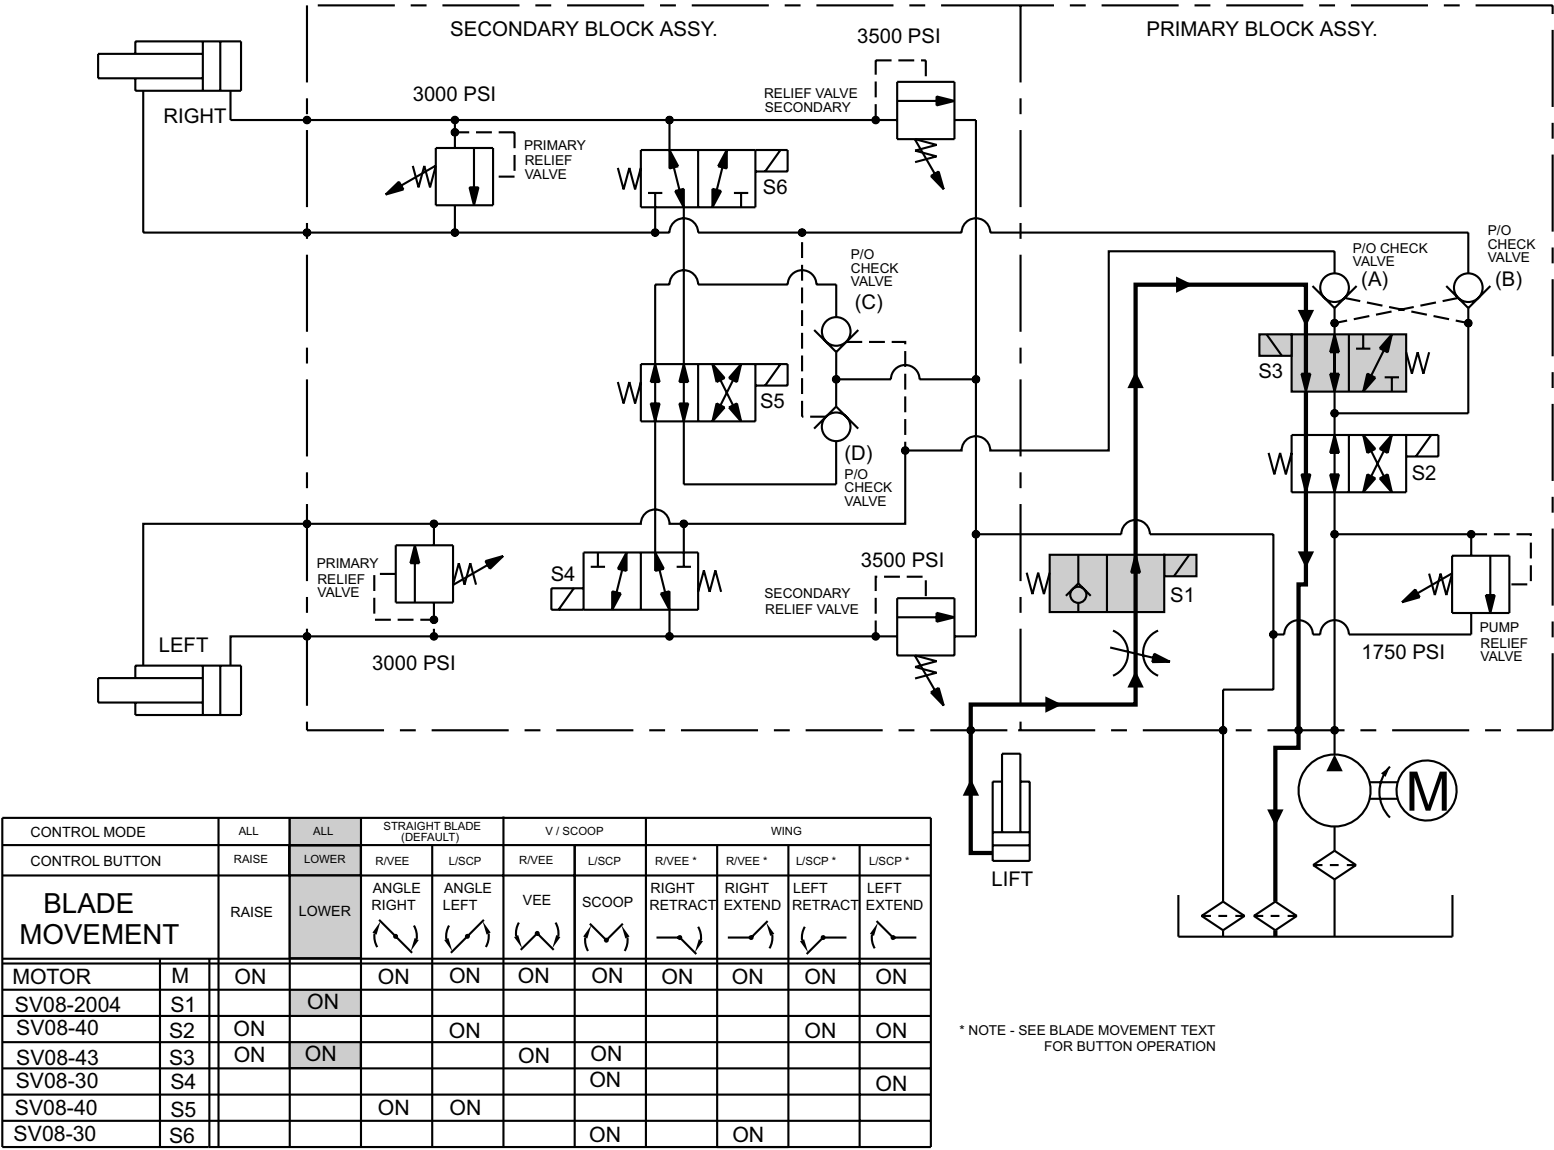 SECONDARY BLOCK ASSY.
PRIMARY BLOCK ASSY.
3500 PSI
RELIEF VALVE
SECONDARY
3000 PSI
RIGHT
PRIMARY
RELIEF
VALVE
S6
P/O
CHECK
VALVE
(C)
P/O CHECK
VALVE
(A)
P/O
CHECK
VALVE
(B)
S3
S5
(D)
P/O
CHECK
VALVE
S2
PRIMARY
RELIEF
VALVE
S4
3500 PSI
SECONDARY
RELIEF VALVE
S1
LEFT
3000 PSI
1750 PSI
PUMP
RELIEF
VALVE
M
LIFT
CONTROL MODE ALL ALL STRAIGHT BLADE (DEFAULT) V / SCOOP WING
CONTROL BUTTON RAISE LOWER R/VEE L/SCP R/VEE L/SCP R/VEE * R/VEE * L/SCP * L/SCP *
BLADE MOVEMENT RAISE LOWER ANGLE RIGHT ANGLE LEFT VEE SCOOP RIGHT RETRACT RIGHT EXTEND LEFT RETRACT LEFT EXTEND
MOTOR M ON ON ON ON ON ON ON ON ON
SV08-2004 S1 ON
SV08-40 S2 ON ON ON ON
SV08-43 S3 ON ON ON ON
SV08-30 S4 ON ON
SV08-40 S5 ON ON
SV08-30 S6 ON ON
* NOTE - SEE BLADE MOVEMENT TEXT
FOR BUTTON OPERATION